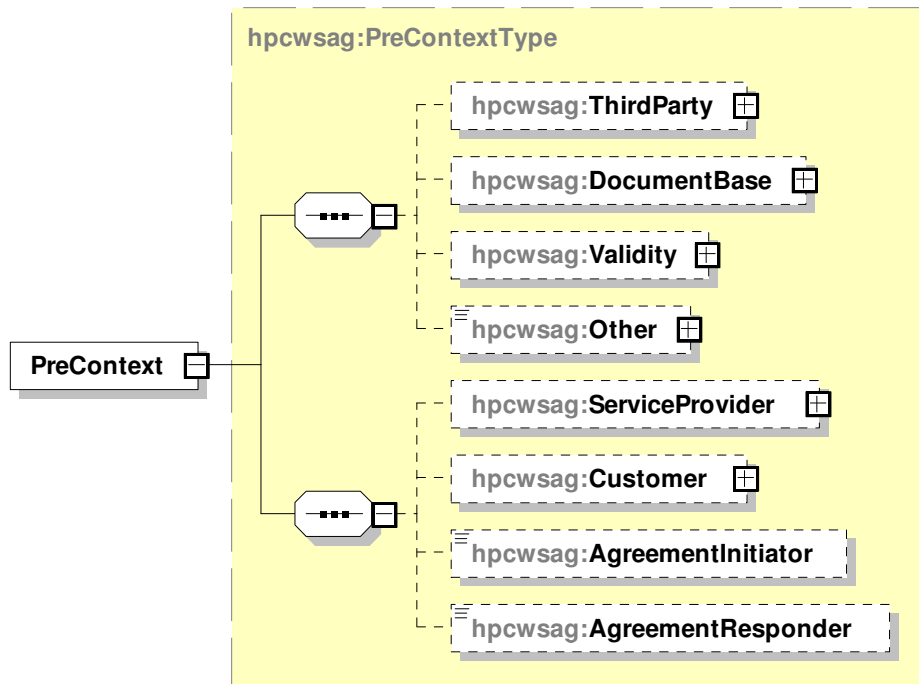 hpcwsag:PreContextType
hpcwsag:ThirdParty
hpcwsag:DocumentBase
hpcwsag:Validity
hpcwsag:Other
PreContext
hpcwsag:ServiceProvider
hpcwsag:Customer
hpcwsag:AgreementInitiator
hpcwsag:AgreementResponder